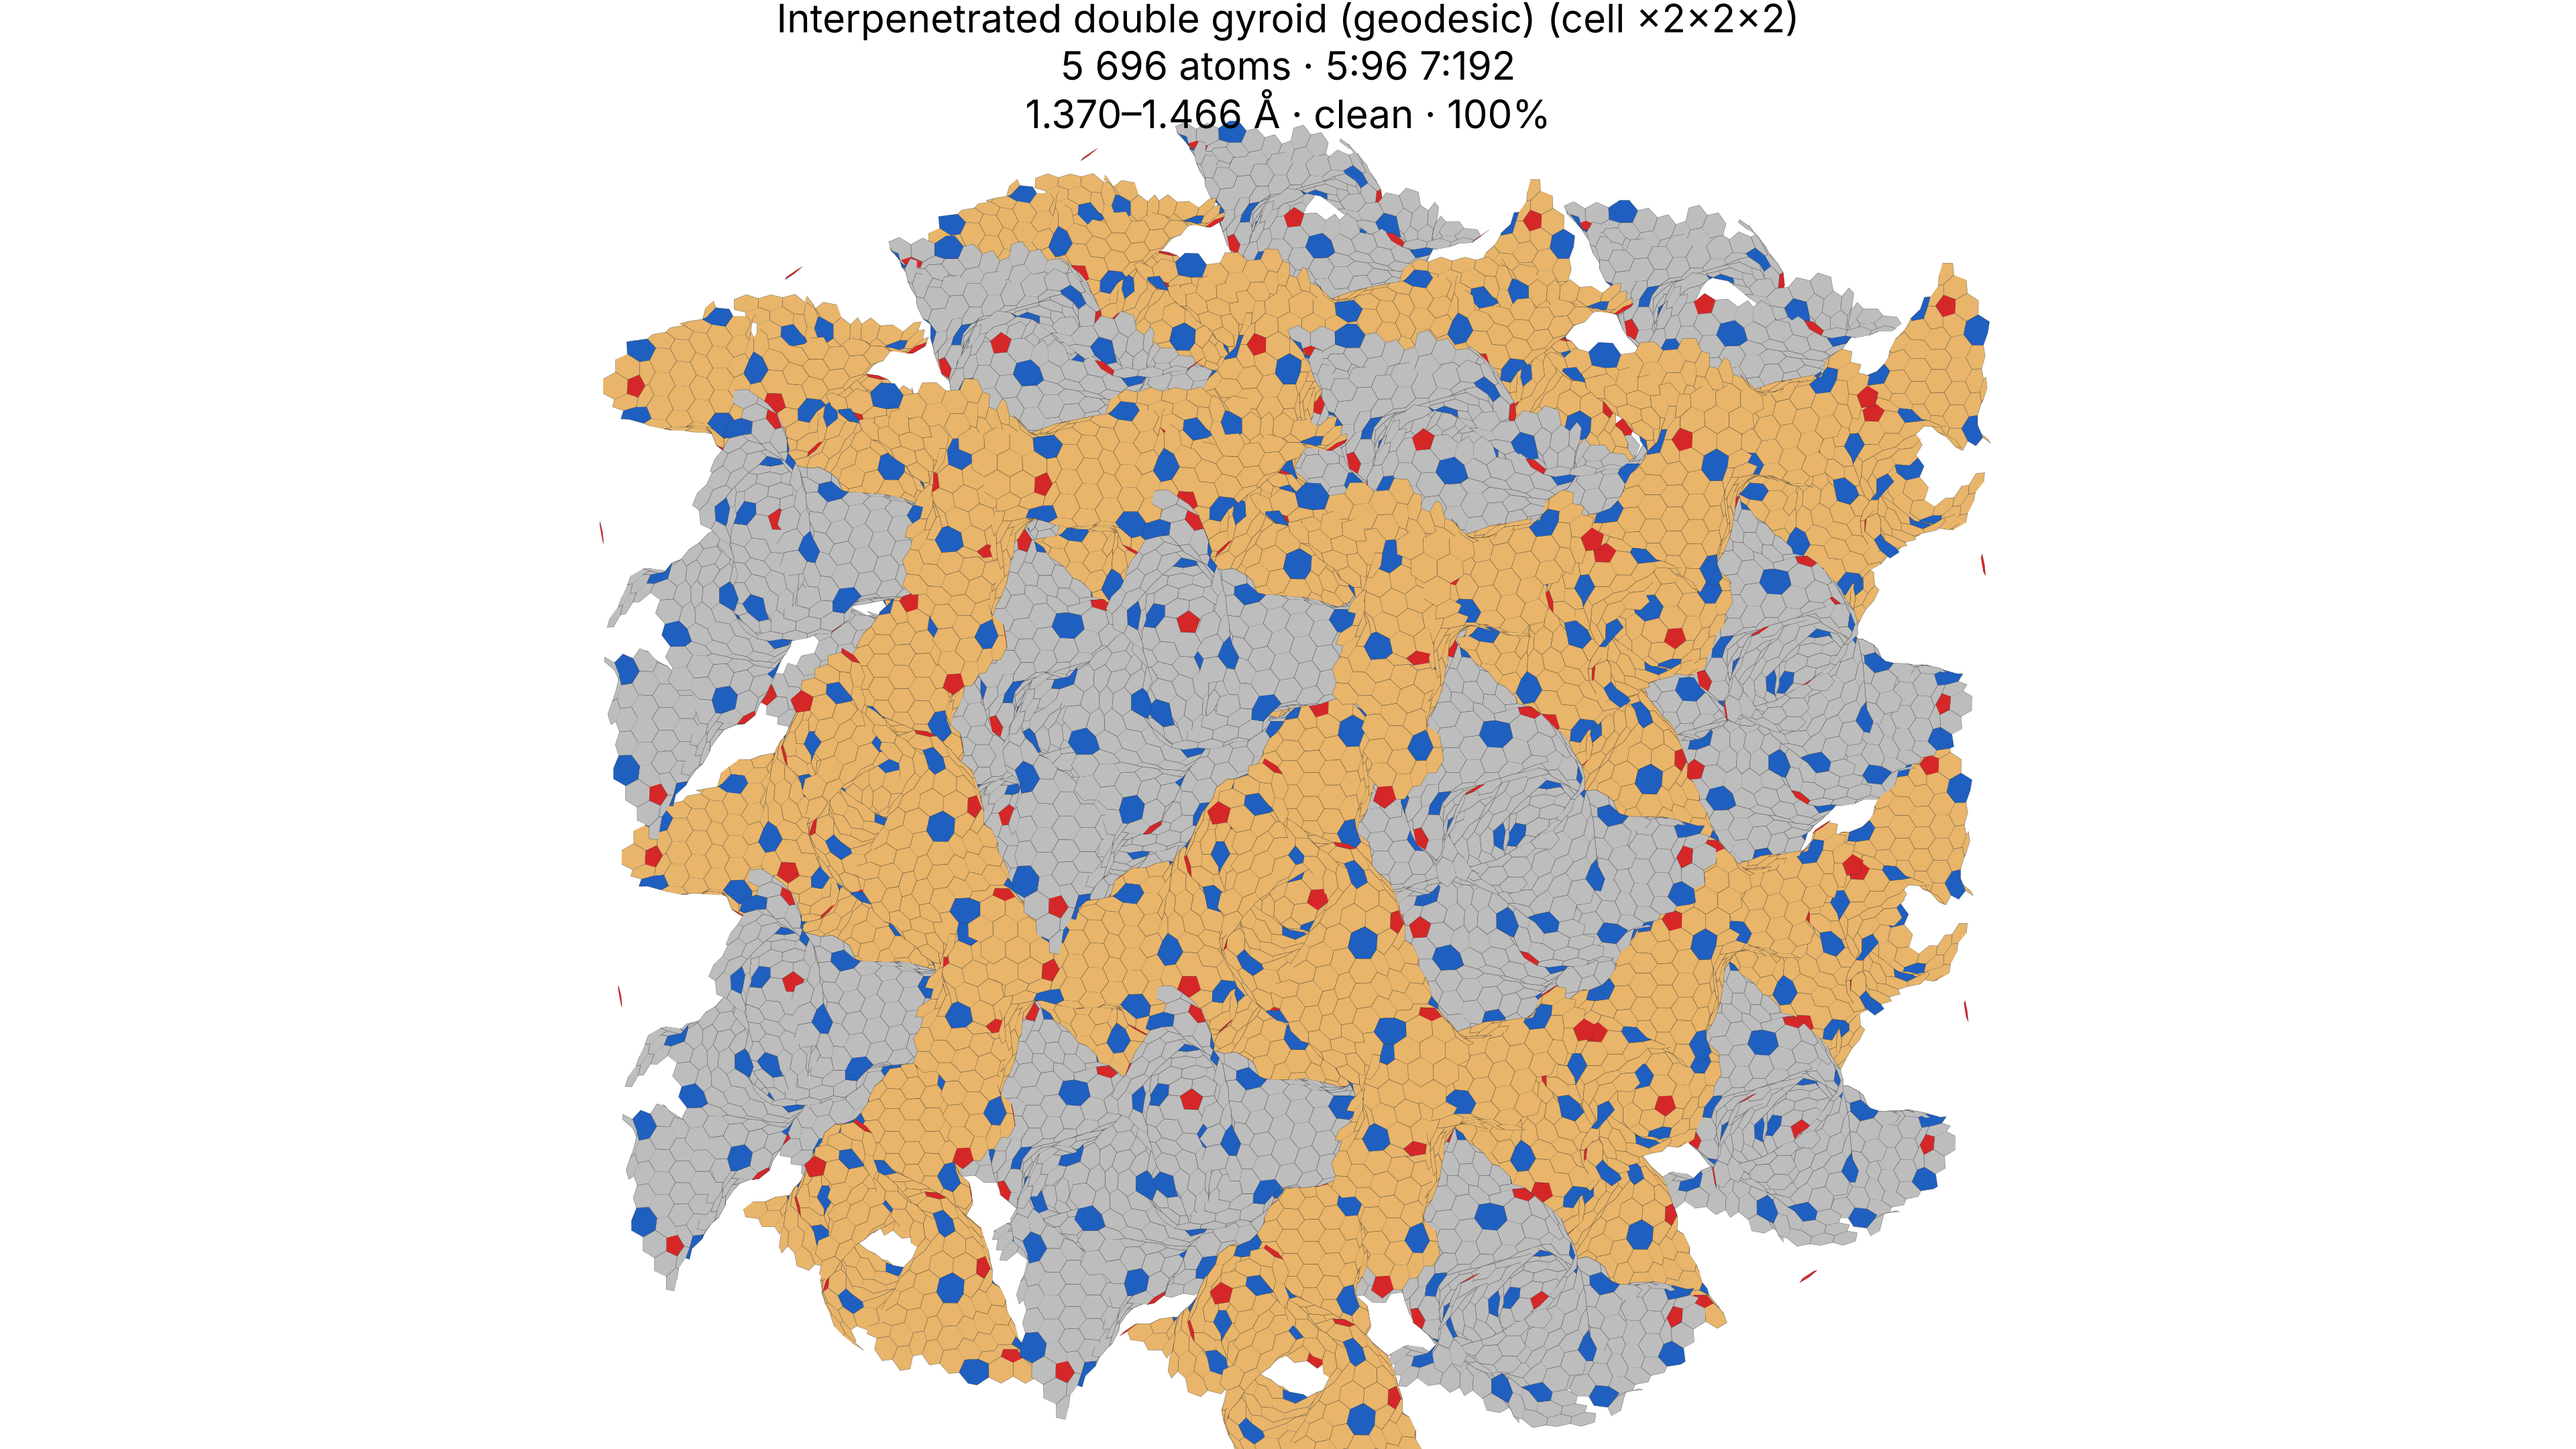 Interpenetrated double gyroid (geodesic) (cell ×2×2×2)
5 696 atoms · 5:96 7:192
1.370–1.466 Å · clean · 100%